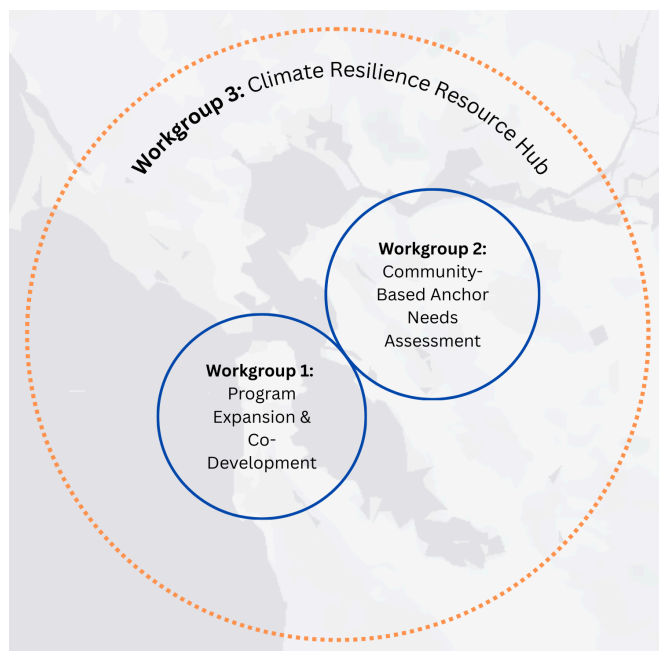 Workgroup 3: Climate Resilience Resource Hub
Workgroup 2:
Community-
Based Anchor
Needs
Assessment
Workgroup 1:
Program
Expansion &
Co-
Development